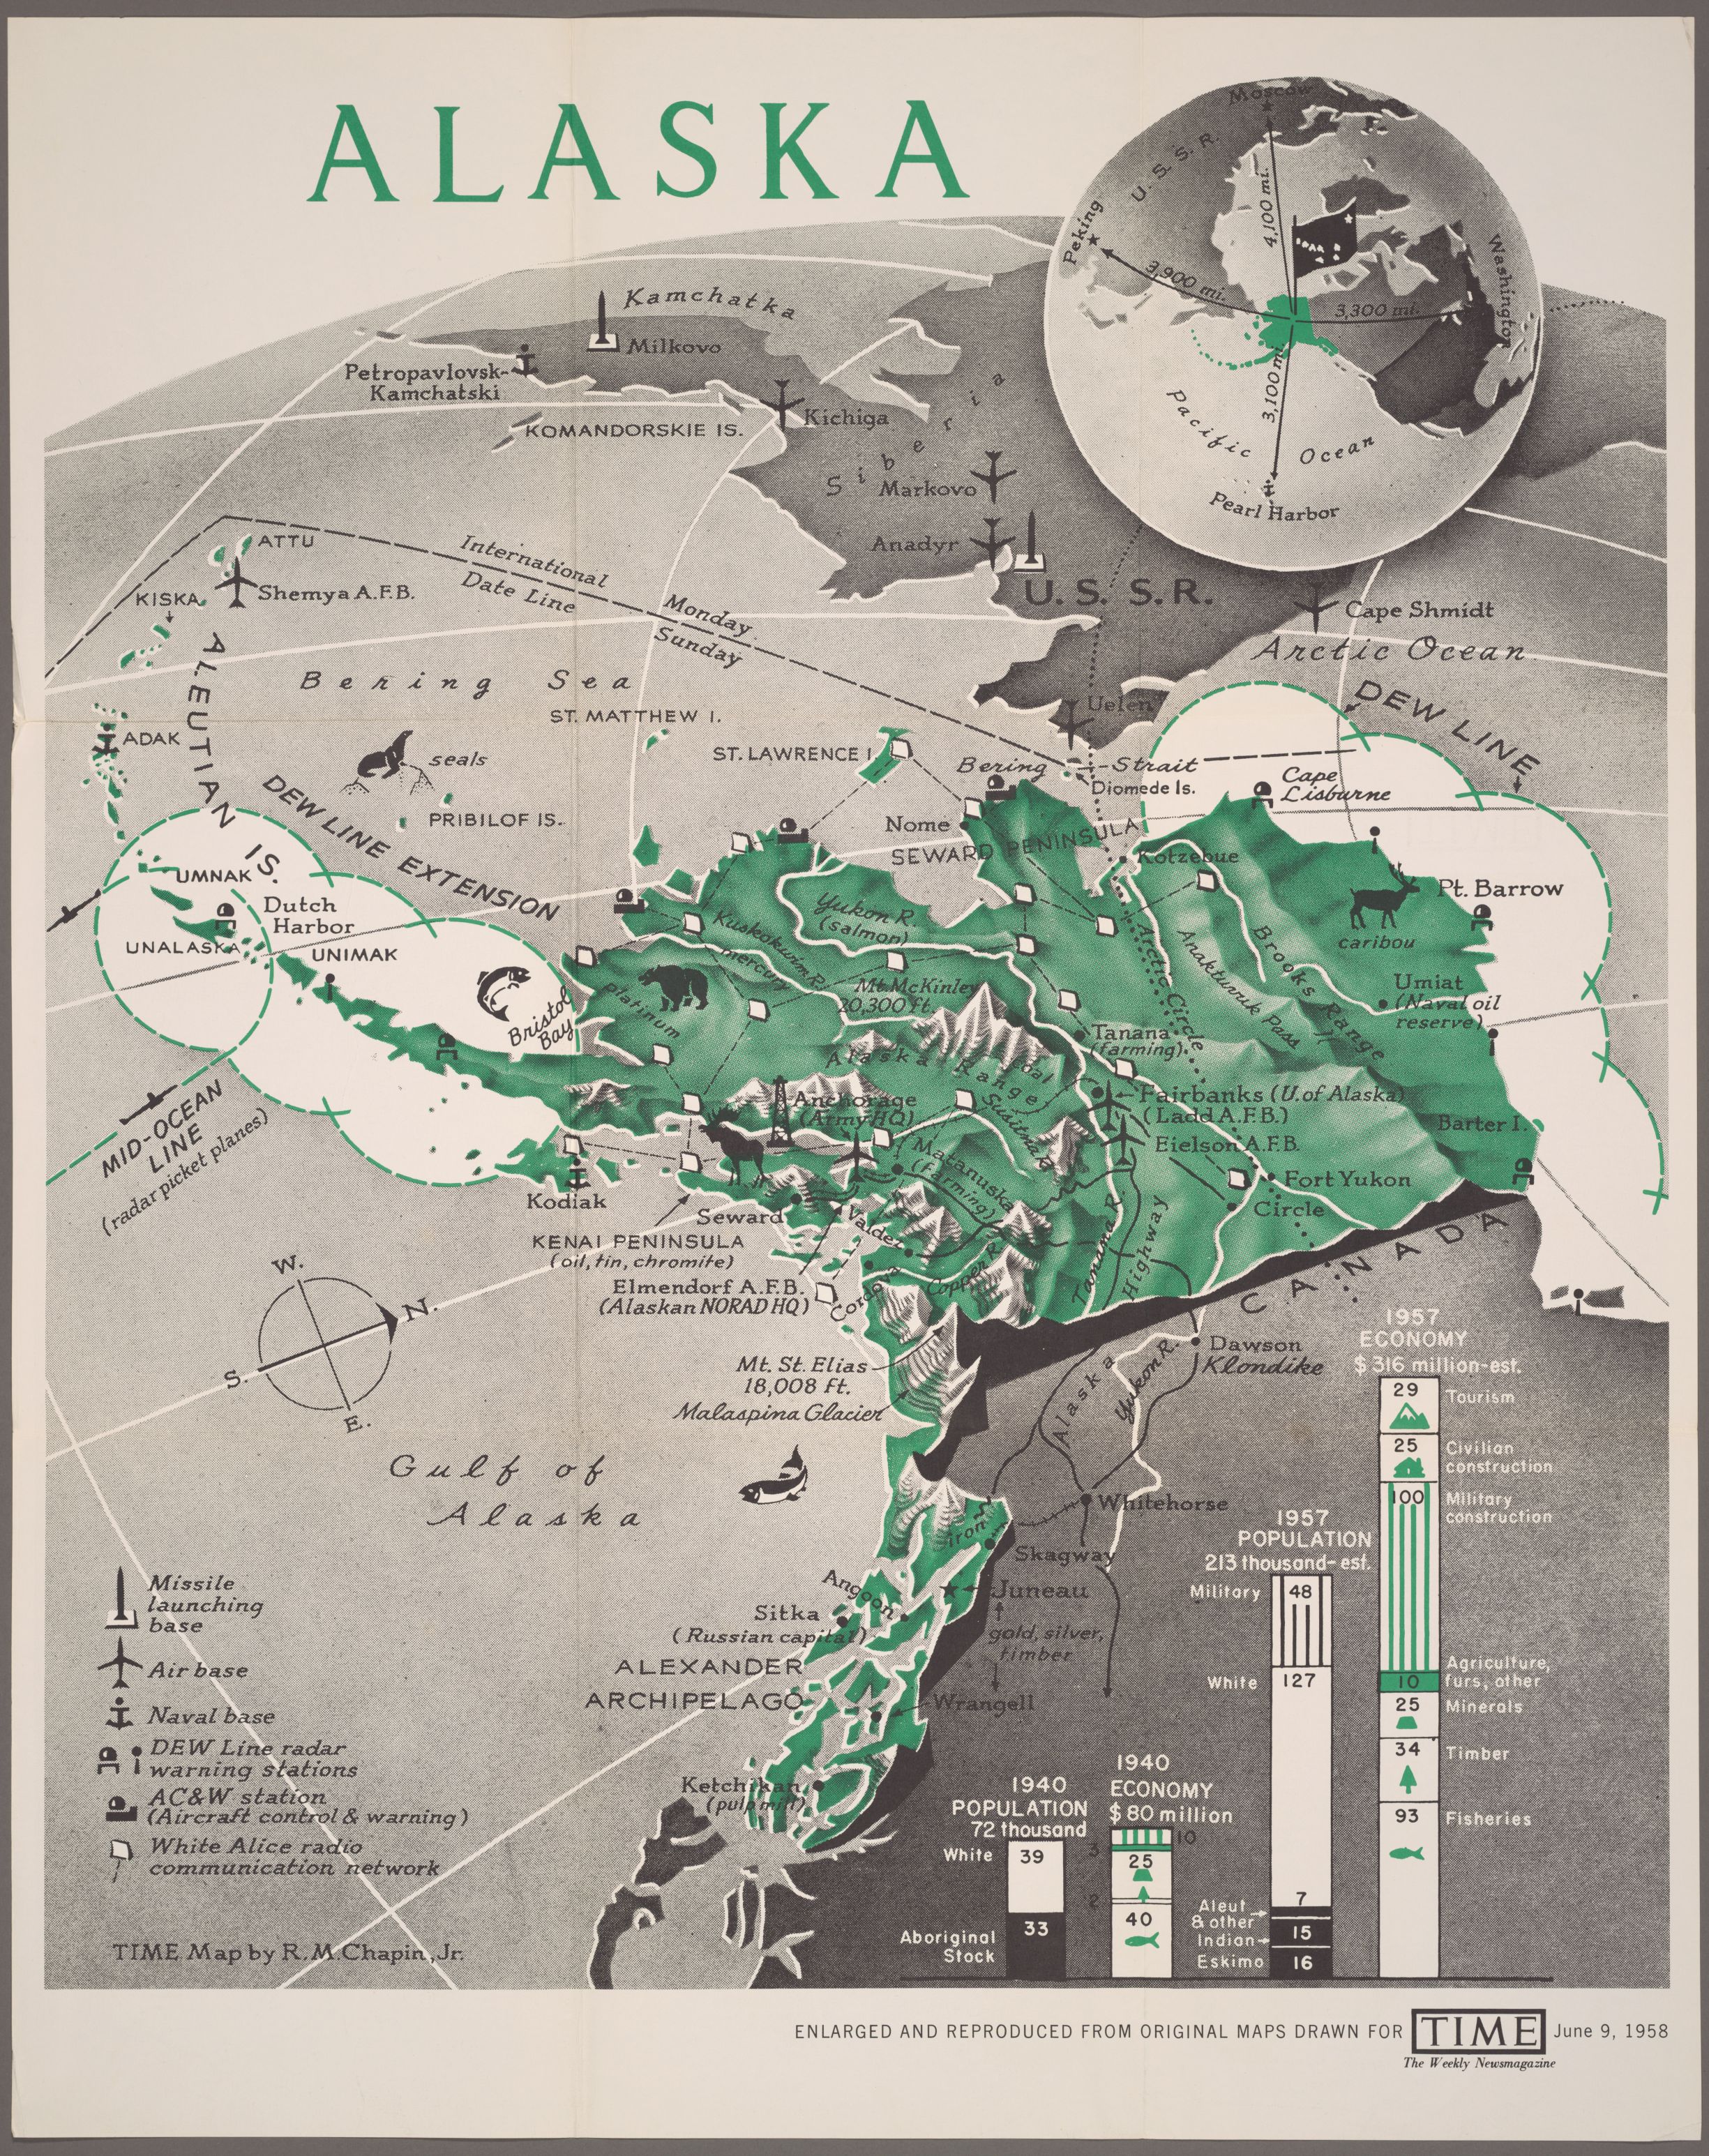 ALASKA
Moscow
U. S. S. R.
Peking
4,100 mi.
3,900 mi.
3,300 mi.
Washington
3,100 mi.
Pacific
Ocean
Pearl Harbor
Kamchatka
Milkovo
Petropavlovsk-
Kamchatski
Kichiga
KOMANDORSKIE IS.
Siberia
Markovo
Anadyr
U. S. S. R.
Cape Shmidt
Arctic Ocean
ATTU
Shemya A.F.B.
KISKA
International
Date Line
Monday
Sunday
ALEUTIAN IS.
Bering Sea
ST. MATTHEW I.
Uelen
DEW LINE
ADAK
seals
ST. LAWRENCE I.
Bering
Strait
Diomede Is.
Cape
Lisburne
DEW LINE EXTENSION
PRIBILOF IS.
Nome
SEWARD PENINSULA
Kotzebue
UMNAK
Dutch
Harbor
UNALASKA
UNIMAK
Pt. Barrow
caribou
Yukon R.
(salmon)
Kuskokwim R.
mercury
platinum
Bristol
Bay
Mt. McKinley
20,300 ft.
Arctic Circle
Anaktuvuk Pass
Brooks Range
Umiat
(Naval oil
reserve)
Tanana
(farming)
Alaska Range
coal
Susitna R.
Fairbanks (U. of Alaska)
(Ladd A.F.B.)
Eielson A.F.B.
Barter I.
MID-OCEAN
LINE
(radar picket planes)
Anchorage
(Army HQ)
Matanuska
(farming)
Fort Yukon
Circle
Kodiak
Seward
Valdez
KENAI PENINSULA
(oil, tin, chromite)
Elmendorf A.F.B.
(Alaskan NORAD HQ)
Cordova
Copper R.
Tanana R.
Highway
CANADA
W.
N.
S.
E.
Mt. St. Elias
18,008 ft.
Malaspina Glacier
Dawson
Klondike
Alaska
Yukon R.
Gulf of
Alaska
Whitehorse
iron
Skagway
Juneau
Angoon
Sitka
(Russian capital)
gold, silver,
timber
ALEXANDER
ARCHIPELAGO
Wrangell
Ketchikan
(pulp mill)
Missile
launching
base
Air base
Naval base
DEW Line radar
warning stations
AC&W station
(Aircraft control & warning)
White Alice radio
communication network
TIME Map by R.M.Chapin, Jr.
1940
POPULATION
72 thousand
White
39
Aboriginal
Stock
33
1940
ECONOMY
$80 million
10
3
25
2
40
1957
POPULATION
213 thousand-est.
Military
48
White
127
Aleut
& other
7
Indian
15
Eskimo
16
1957
ECONOMY
$316 million-est.
29
Tourism
25
Civilian
construction
100
Military
construction
10
Agriculture,
furs, other
25
Minerals
34
Timber
93
Fisheries
ENLARGED AND REPRODUCED FROM ORIGINAL MAPS DRAWN FOR TIME June 9, 1958
The Weekly Newsmagazine